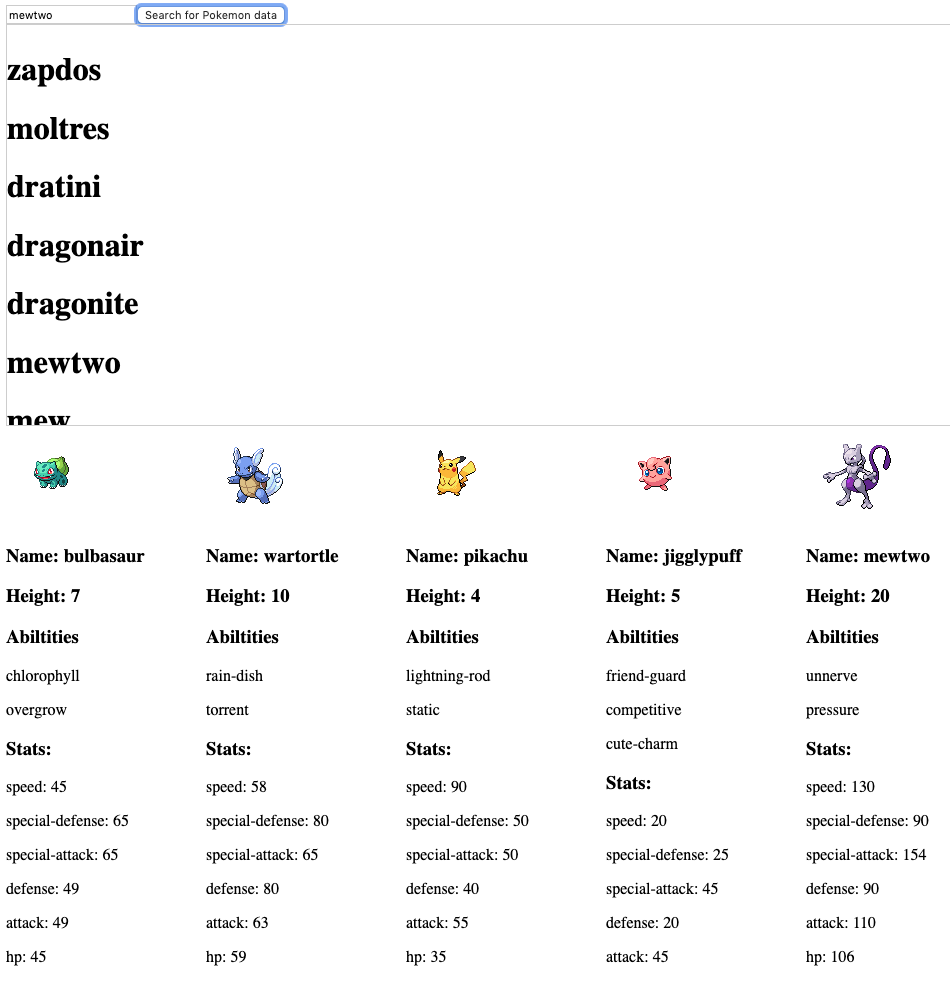 mewtwo Search for Pokemon data
zapdos
moltres
dratini
dragonair
dragonite
mewtwo
mew
Name: bulbasaur
Height: 7
Abiltities
chlorophyll
overgrow
Stats:
speed: 45
special-defense: 65
special-attack: 65
defense: 49
attack: 49
hp: 45
Name: wartortle
Height: 10
Abiltities
rain-dish
torrent
Stats:
speed: 58
special-defense: 80
special-attack: 65
defense: 80
attack: 63
hp: 59
Name: pikachu
Height: 4
Abiltities
lightning-rod
static
Stats:
speed: 90
special-defense: 50
special-attack: 50
defense: 40
attack: 55
hp: 35
Name: jigglypuff
Height: 5
Abiltities
friend-guard
competitive
cute-charm
Stats:
speed: 20
special-defense: 25
special-attack: 45
defense: 20
attack: 45
Name: mewtwo
Height: 20
Abiltities
unnerve
pressure
Stats:
speed: 130
special-defense: 90
special-attack: 154
defense: 90
attack: 110
hp: 106